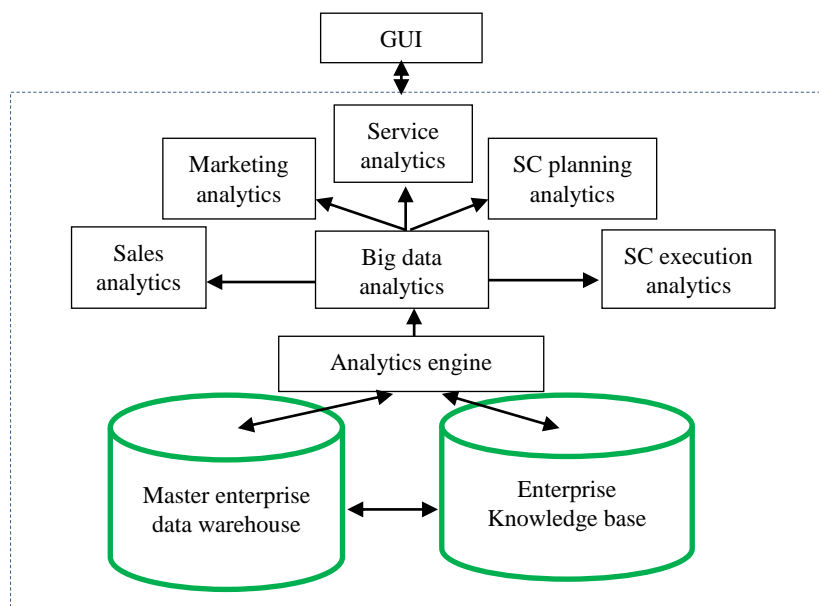 GUI
Service
analytics
Marketing
analytics
SC planning
analytics
Sales
analytics
Big data
analytics
SC execution
analytics
Analytics engine
Master enterprise
data warehouse
Enterprise
Knowledge base